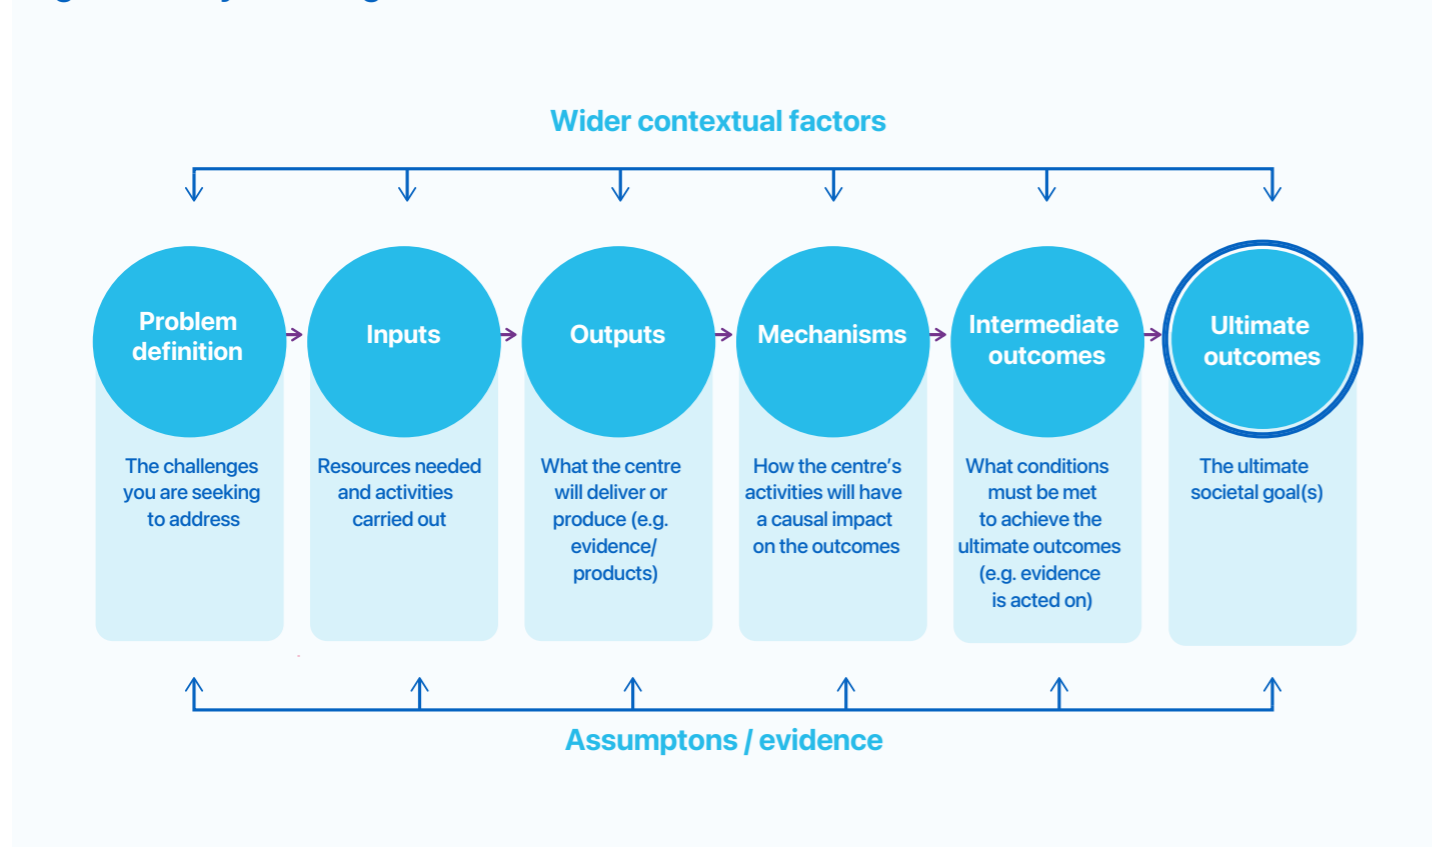 Wider contextual factors
Problem
definition
Inputs
Outputs
Mechanisms
Intermediate
outcomes
Ultimate
outcomes
The challenges
you are seeking
to address
Resources needed
and activities
carried out
What the centre
will deliver or
produce (e.g.
evidence/
products)
How the centre’s
activities will have
a causal impact
on the outcomes
What conditions
must be met
to achieve the
ultimate outcomes
(e.g. evidence
is acted on)
The ultimate
societal goal(s)
Assumptons / evidence